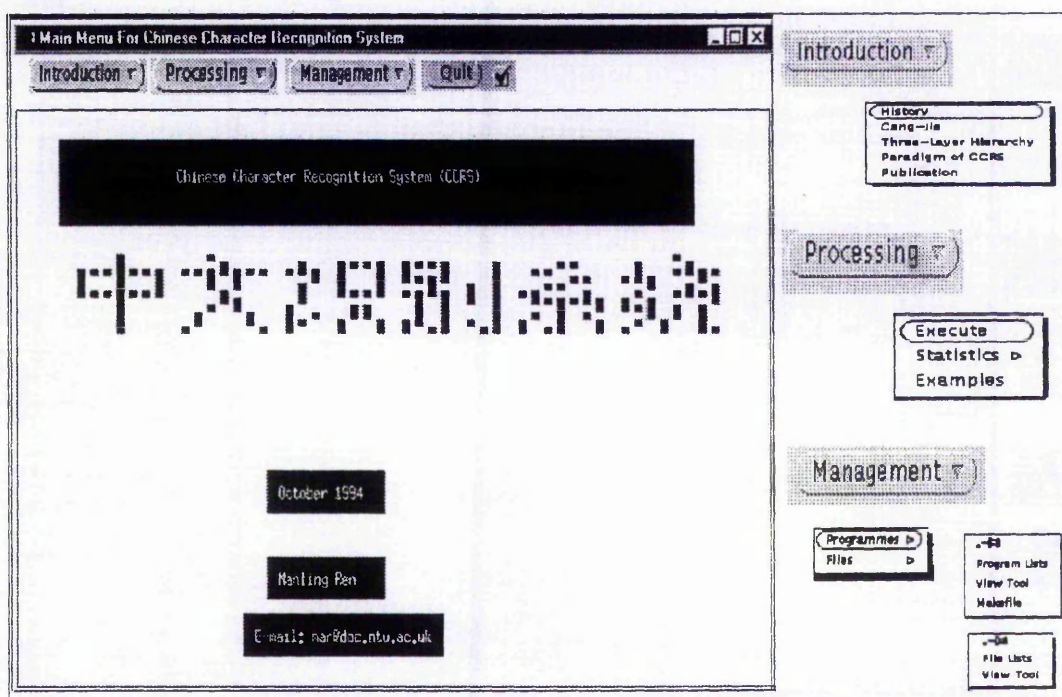 Main Menu For Chinese Character Recognition System
Introduction
Processing
Management
Quit
Chinese Character Recognition System (CCRS)
October 1994
Manling Ren
E-mail: mar@doc.ntu.ac.uk
Introduction
History
Cang-Jie
Three-Layer Hierarchy
Paradigm of CCRS
Publication
Processing
Execute
Statistics
Examples
Management
Programmes
Files
Program Lists
View Tool
Makefile
File Lists
View Tool